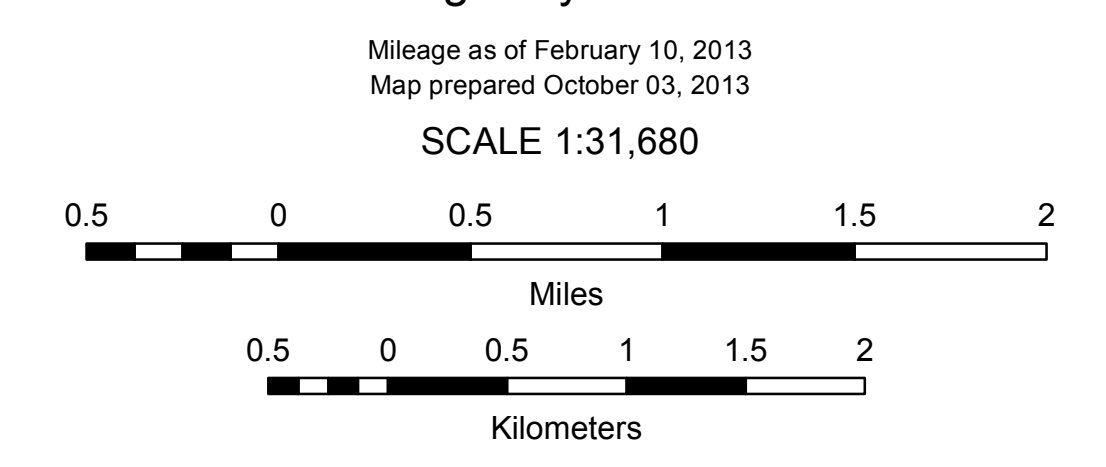 Mileage as of February 10, 2013
Map prepared October 03, 2013
SCALE 1:31,680
0.5 0 0.5 1 1.5 2
Miles
0.5 0 0.5 1 1.5 2
Kilometers